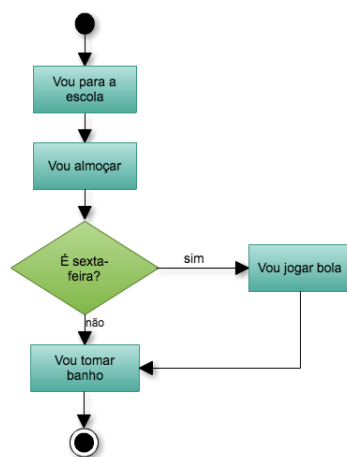 Vou para a
escola
Vou almoçar
É sexta-
feira?
sim
Vou jogar bola
não
Vou tomar
banho